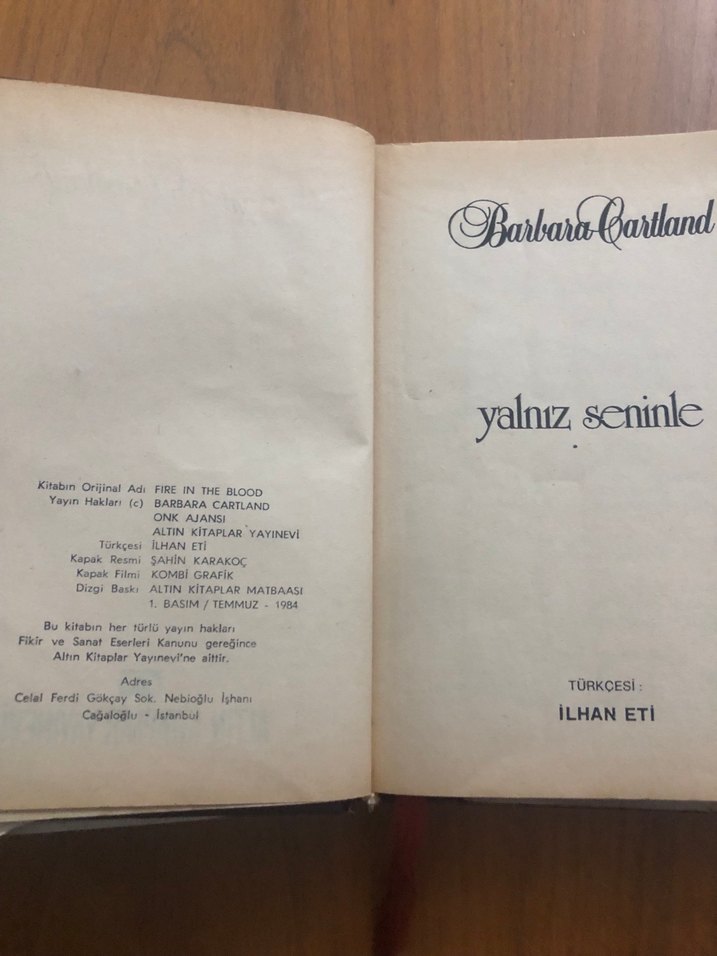 Kitabın Orijinal Adı FIRE IN THE BLOOD
Yayın Hakları (c) BARBARA CARTLAND
ONK AJANSI
ALTIN KİTAPLAR YAYINEVİ
Türkçesi İLHAN ETİ
Kapak Resmi ŞAHİN KARAKOÇ
Kapak Filmi KOMBİ GRAFİK
Dizgi Baskı ALTIN KİTAPLAR MATBAASI
1. BASIM / TEMMUZ - 1984
Bu kitabın her türlü yayın hakları
Fikir ve Sanat Eserleri Kanunu gereğince
Altın Kitaplar Yayınevi'ne aittir.
Adres
Celal Ferdi Gökçay Sok. Nebioğlu İşhanı
Cağaloğlu - İstanbul
Barbara Cartland
yalnız seninle
TÜRKÇESİ :
İLHAN ETİ